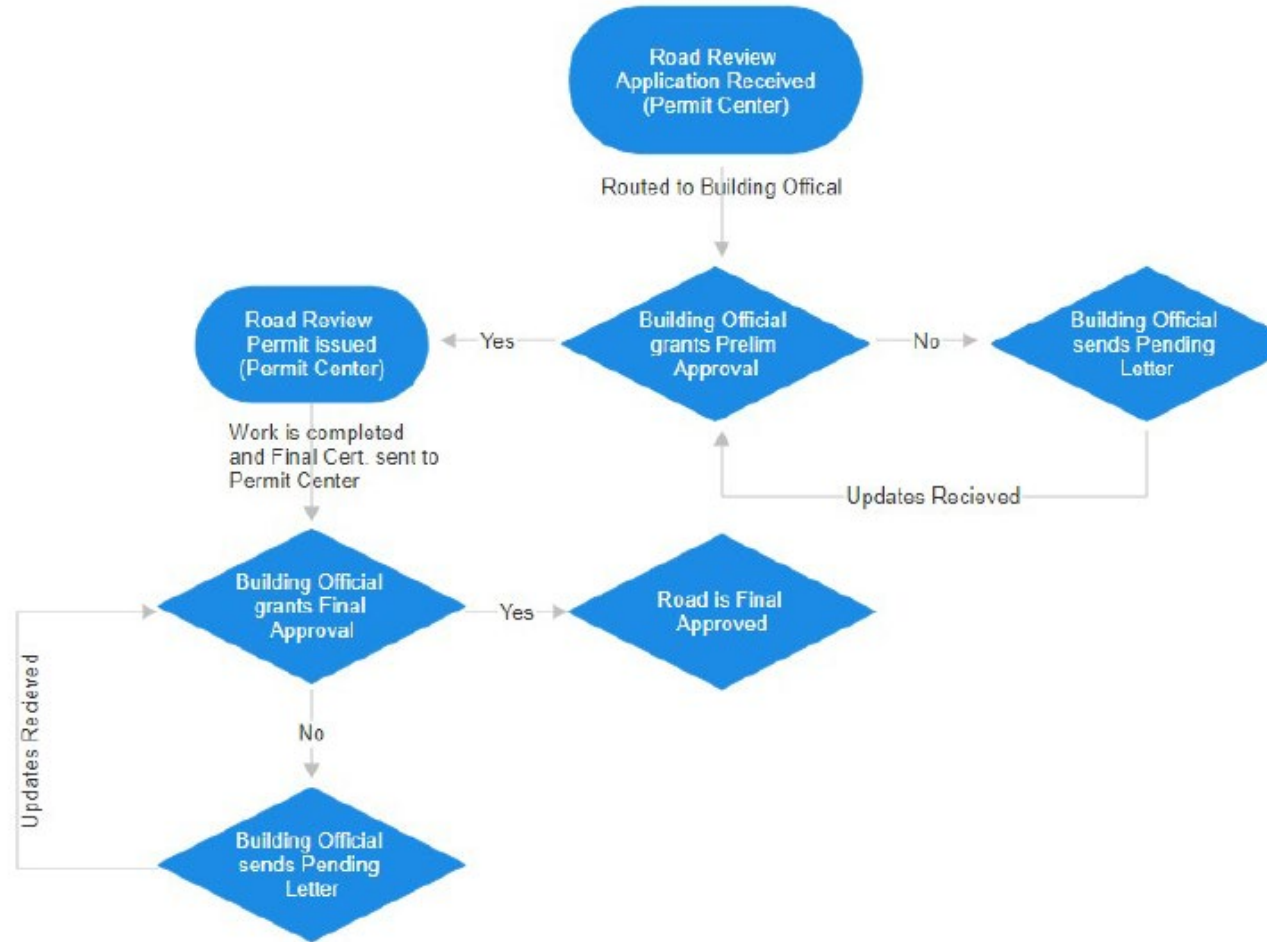 Road Review
Application Received
(Permit Center)
Routed to Building Offical
Building Official
grants Prelim
Approval
No
Building Official
sends Pending
Letter
Updates Recieved
Yes
Road Review
Permit issued
(Permit Center)
Work is completed
and Final Cert. sent to
Permit Center
Building Official
grants Final
Approval
Yes
Road is Final
Approved
No
Building Official
sends Pending
Letter
Updates Recieved